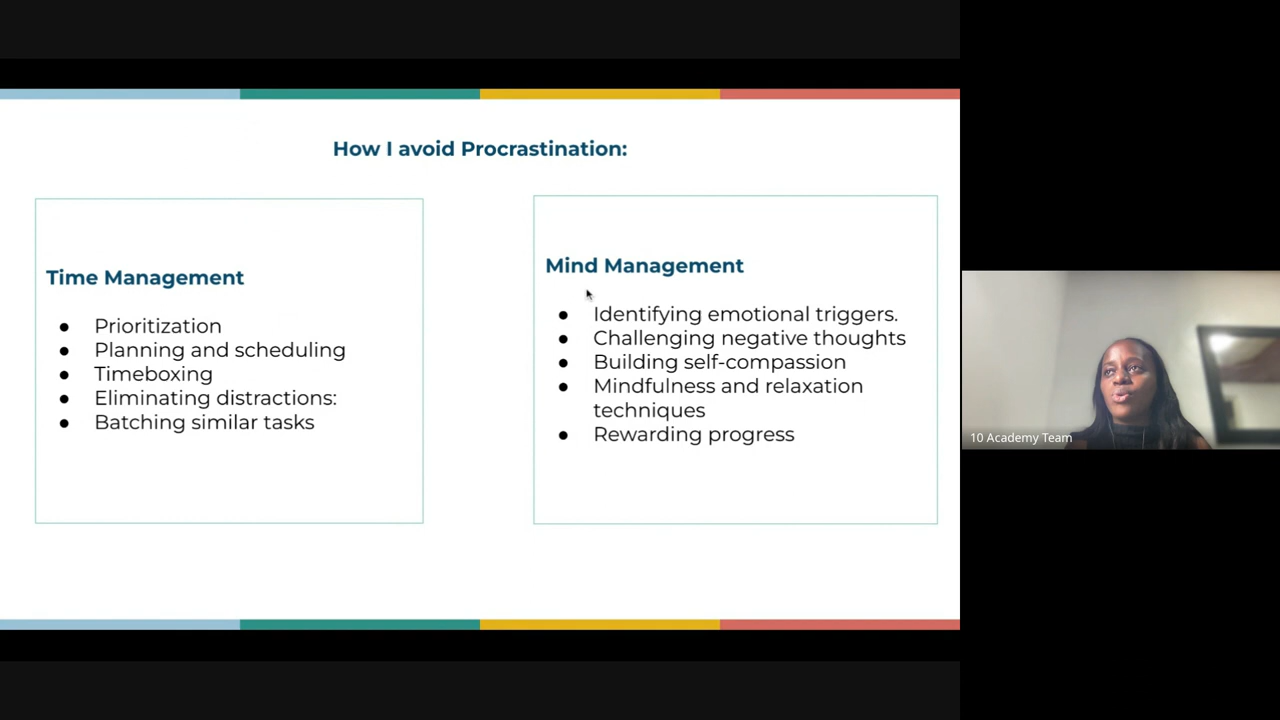 How I avoid Procrastination:
Time Management
● Prioritization
● Planning and scheduling
● Timeboxing
● Eliminating distractions:
● Batching similar tasks
Mind Management
● Identifying emotional triggers.
● Challenging negative thoughts
● Building self-compassion
● Mindfulness and relaxation
techniques
● Rewarding progress
10 Academy Team